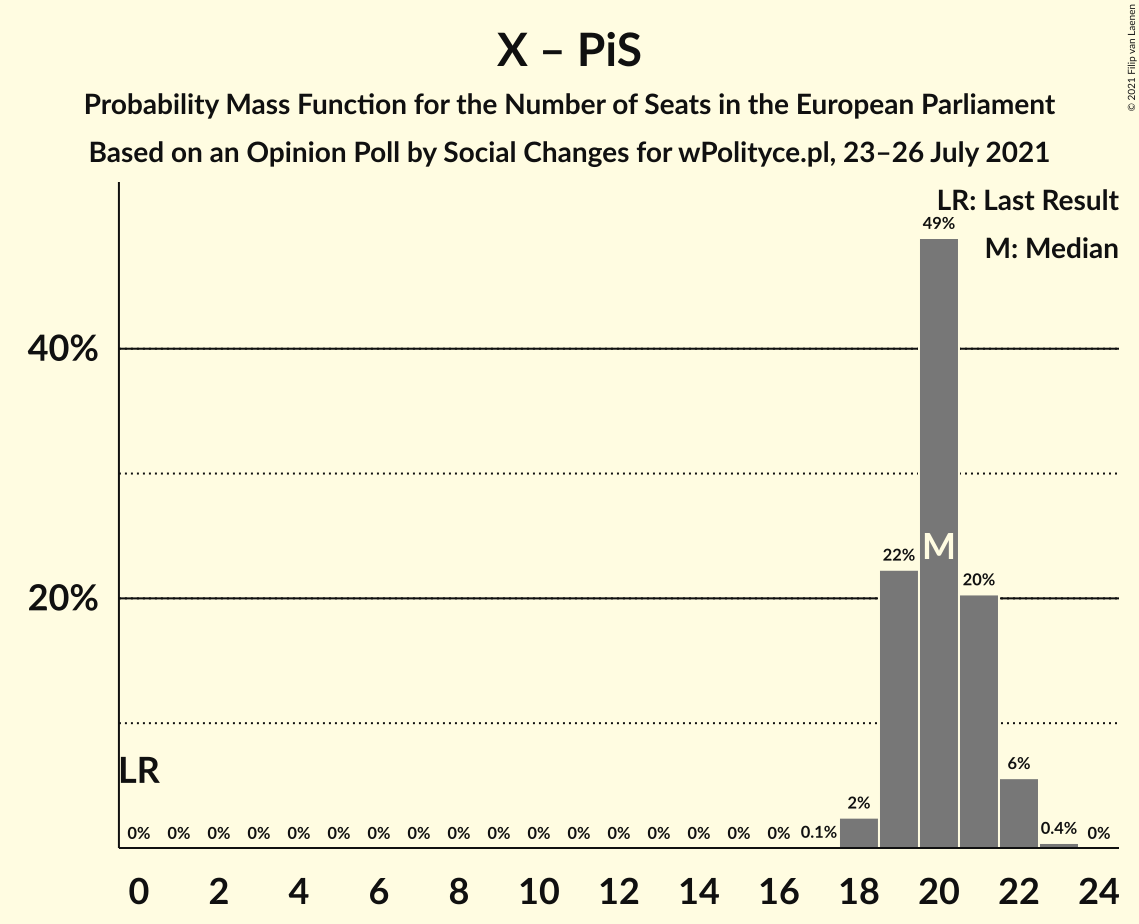 X – PiS
Probability Mass Function for the Number of Seats in the European Parliament
Based on an Opinion Poll by Social Changes for wPolityce.pl, 23–26 July 2021
© 2021 Filip van Laenen
LR: Last Result
M: Median
49%
40%
M
22%
20%
20%
LR
6%
2%
0% 0% 0% 0% 0% 0% 0% 0% 0% 0% 0% 0% 0% 0% 0% 0% 0% 0.1% 0.4% 0%
0 2 4 6 8 10 12 14 16 18 20 22 24